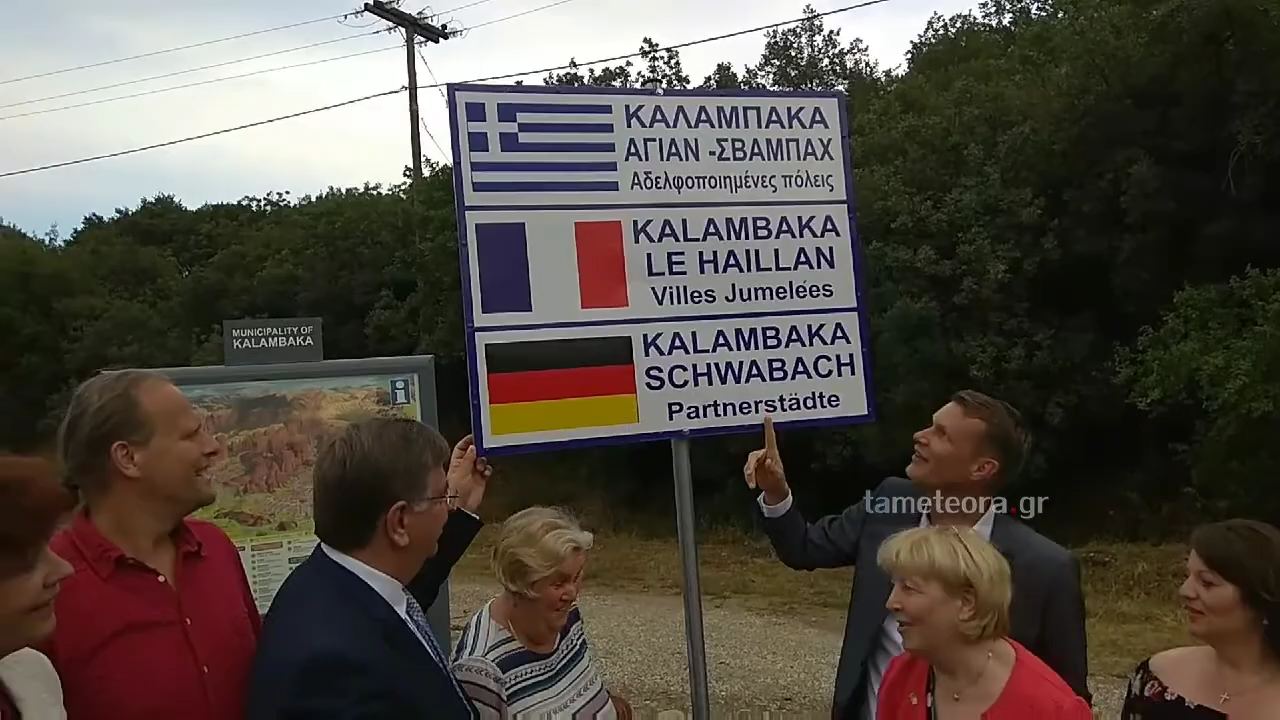 ΚΑΛΑΜΠΑΚΑ
ΑΓΙΑΝ -ΣΒΑΜΠΑΧ
Αδελφοποιημένες πόλεις
KALAMBAKA
LE HAILLAN
Villes Jumelées
KALAMBAKA
SCHWABACH
Partnerstädte
MUNICIPALITY OF
KALAMBAKA
i
tameteora.gr